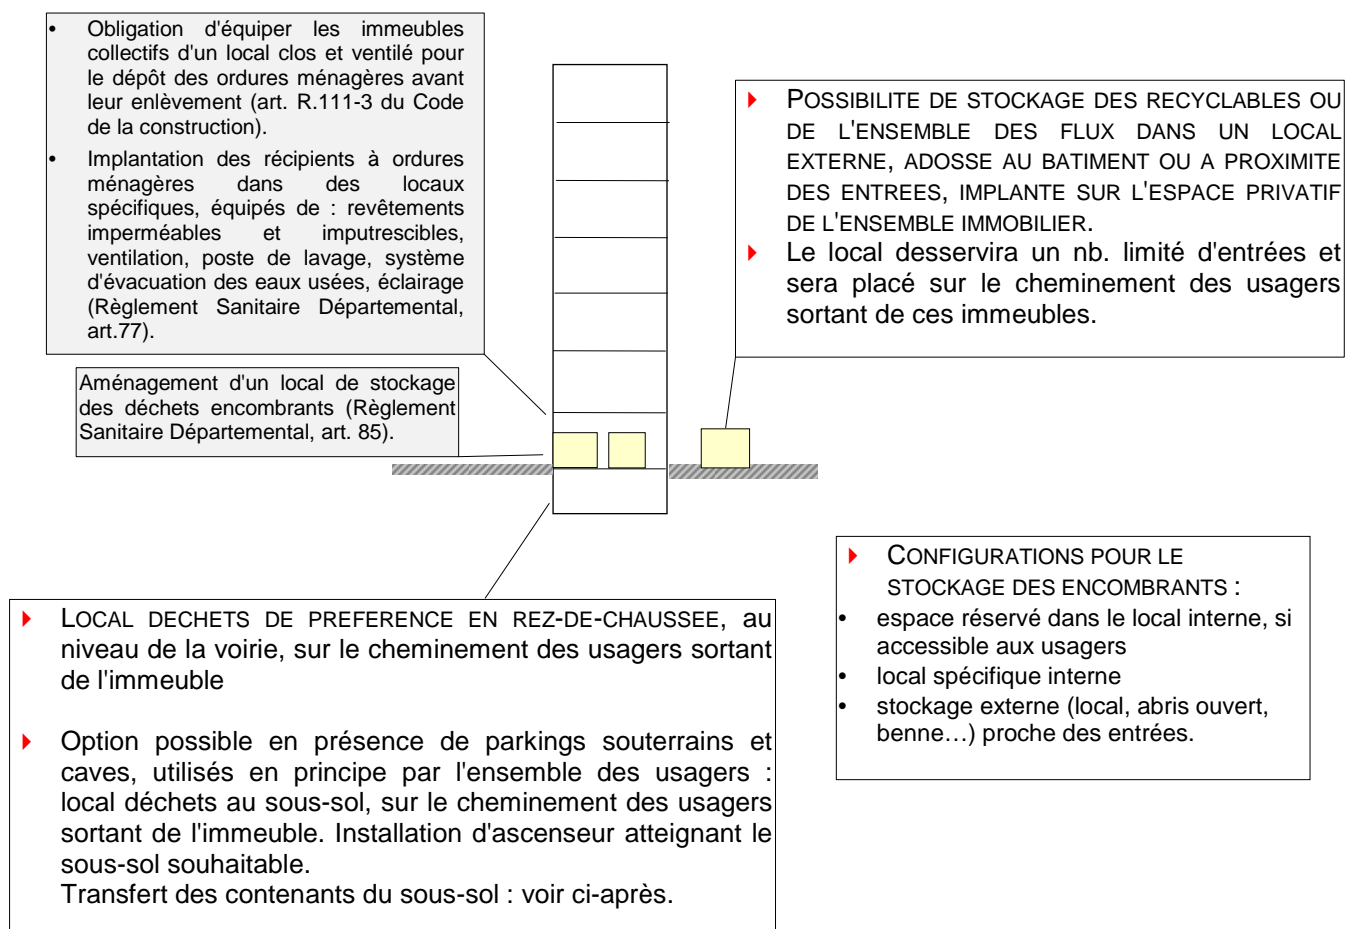 • Obligation d'équiper les immeubles
collectifs d'un local clos et ventilé pour
le dépôt des ordures ménagères avant
leur enlèvement (art. R.111-3 du Code
de la construction).
• Implantation des récipients à ordures
ménagères dans des locaux
spécifiques, équipés de : revêtements
imperméables et imputrescibles,
ventilation, poste de lavage, système
d'évacuation des eaux usées, éclairage
(Règlement Sanitaire Départemental,
art.77).
Aménagement d'un local de stockage
des déchets encombrants (Règlement
Sanitaire Départemental, art. 85).
POSSIBILITE DE STOCKAGE DES RECYCLABLES OU
DE L'ENSEMBLE DES FLUX DANS UN LOCAL
EXTERNE, ADOSSE AU BATIMENT OU A PROXIMITE
DES ENTREES, IMPLANTE SUR L'ESPACE PRIVATIF
DE L'ENSEMBLE IMMOBILIER.
Le local desservira un nb. limité d'entrées et
sera placé sur le cheminement des usagers
sortant de ces immeubles.
LOCAL DECHETS DE PREFERENCE EN REZ-DE-CHAUSSEE, au
niveau de la voirie, sur le cheminement des usagers sortant
de l'immeuble
Option possible en présence de parkings souterrains et
caves, utilisés en principe par l'ensemble des usagers :
local déchets au sous-sol, sur le cheminement des usagers
sortant de l'immeuble. Installation d'ascenseur atteignant le
sous-sol souhaitable.
Transfert des contenants du sous-sol : voir ci-après.
CONFIGURATIONS POUR LE
STOCKAGE DES ENCOMBRANTS :
• espace réservé dans le local interne, si
accessible aux usagers
• local spécifique interne
• stockage externe (local, abris ouvert,
benne…) proche des entrées.